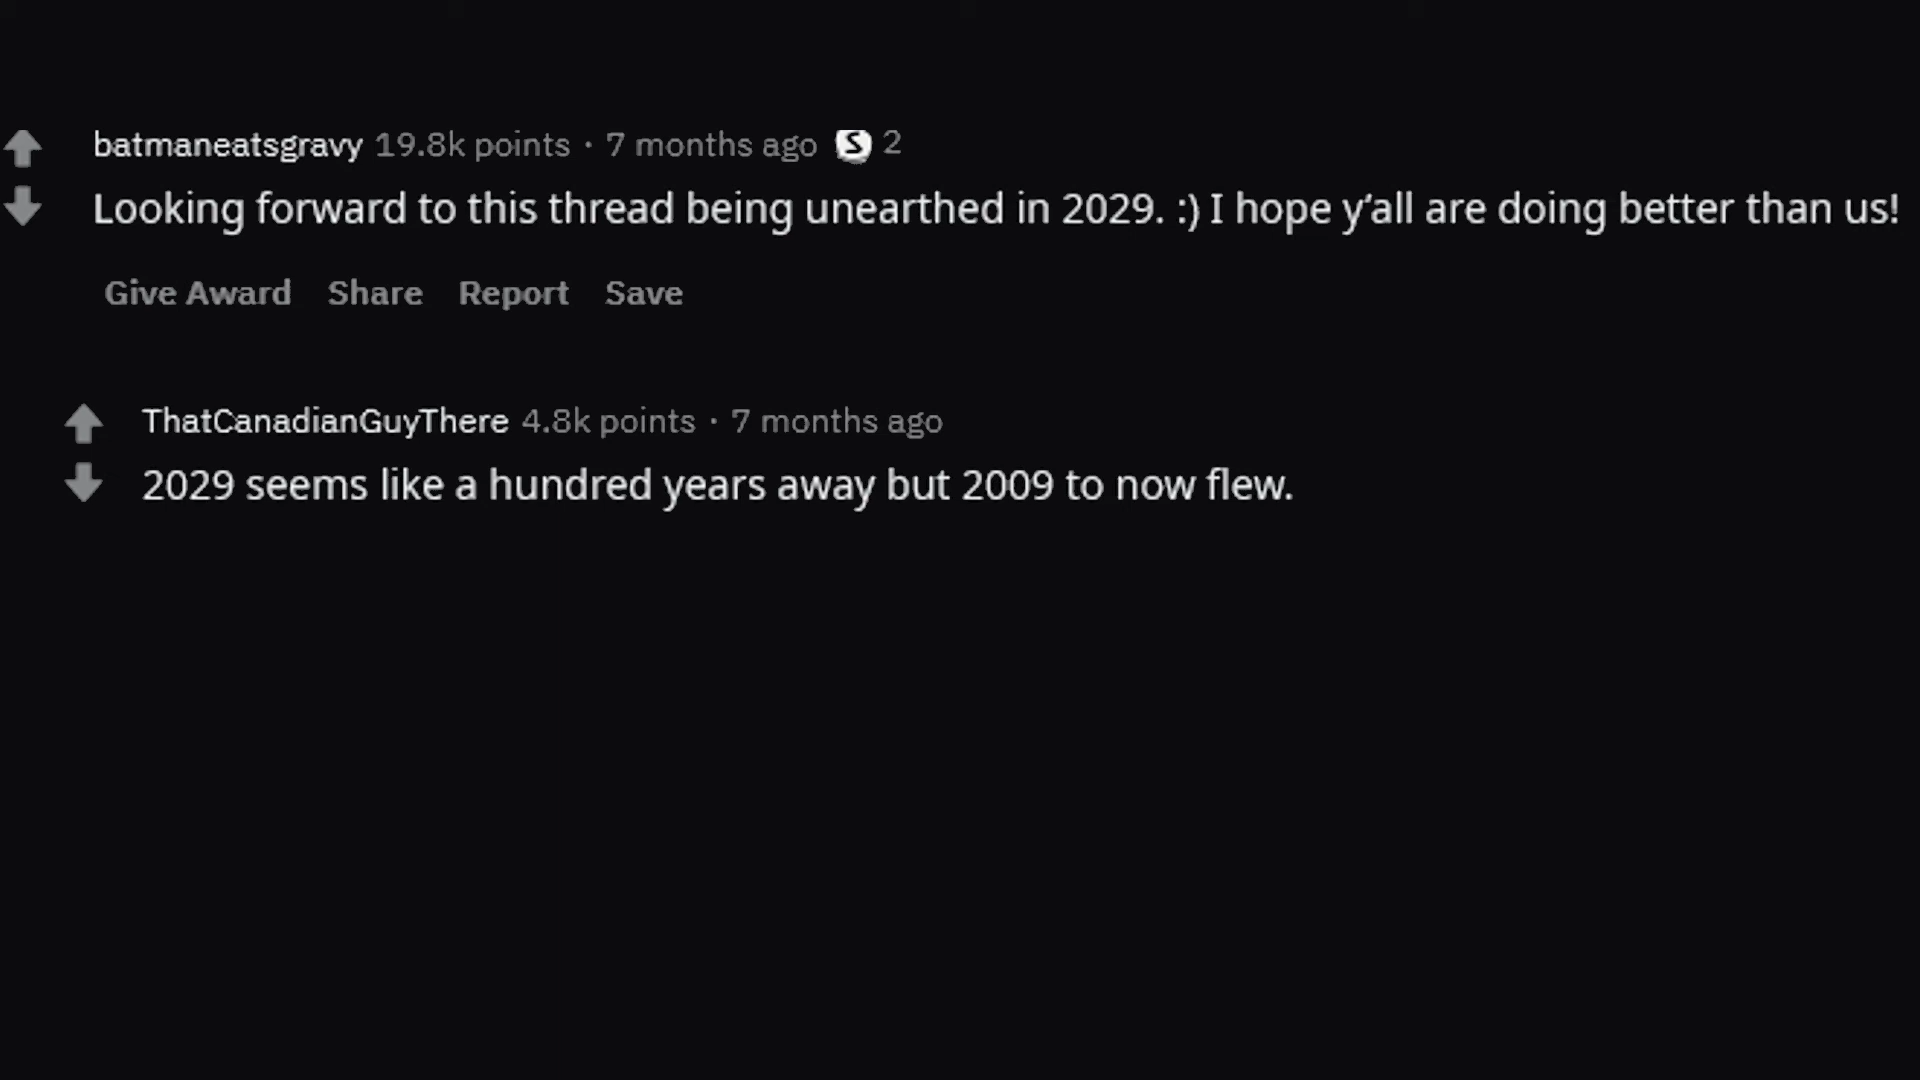 batmaneatsgravy 19.8k points · 7 months ago S 2
Looking forward to this thread being unearthed in 2029. :) I hope y'all are doing better than us!
Give Award Share Report Save
ThatCanadianGuyThere 4.8k points · 7 months ago
2029 seems like a hundred years away but 2009 to now flew.